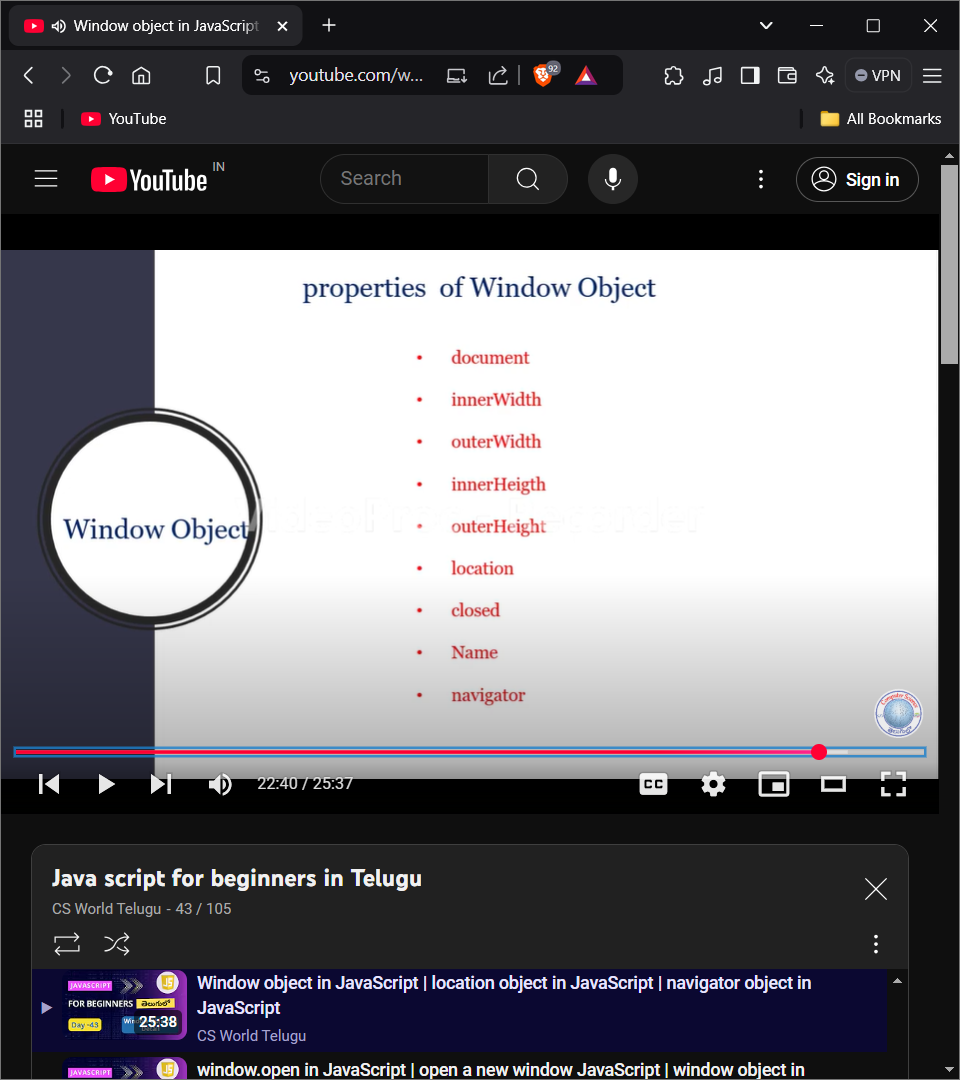 Window object in JavaScript
youtube.com/w...
92
VPN
YouTube
All Bookmarks
YouTube IN
Search
Sign in
properties of Window Object
• document
• innerWidth
• outerWidth
• innerHeigth
• outerHeight
• location
• closed
• Name
• navigator
Window Object
22:40 / 25:37
CC
Java script for beginners in Telugu
CS World Telugu - 43 / 105
JAVASCRIPT
FOR BEGINNERS తెలుగులో
Day -43
25:38
Window object in JavaScript | location object in JavaScript | navigator object in
JavaScript
CS World Telugu
JAVASCRIPT
window.open in JavaScript | open a new window JavaScript | window object in